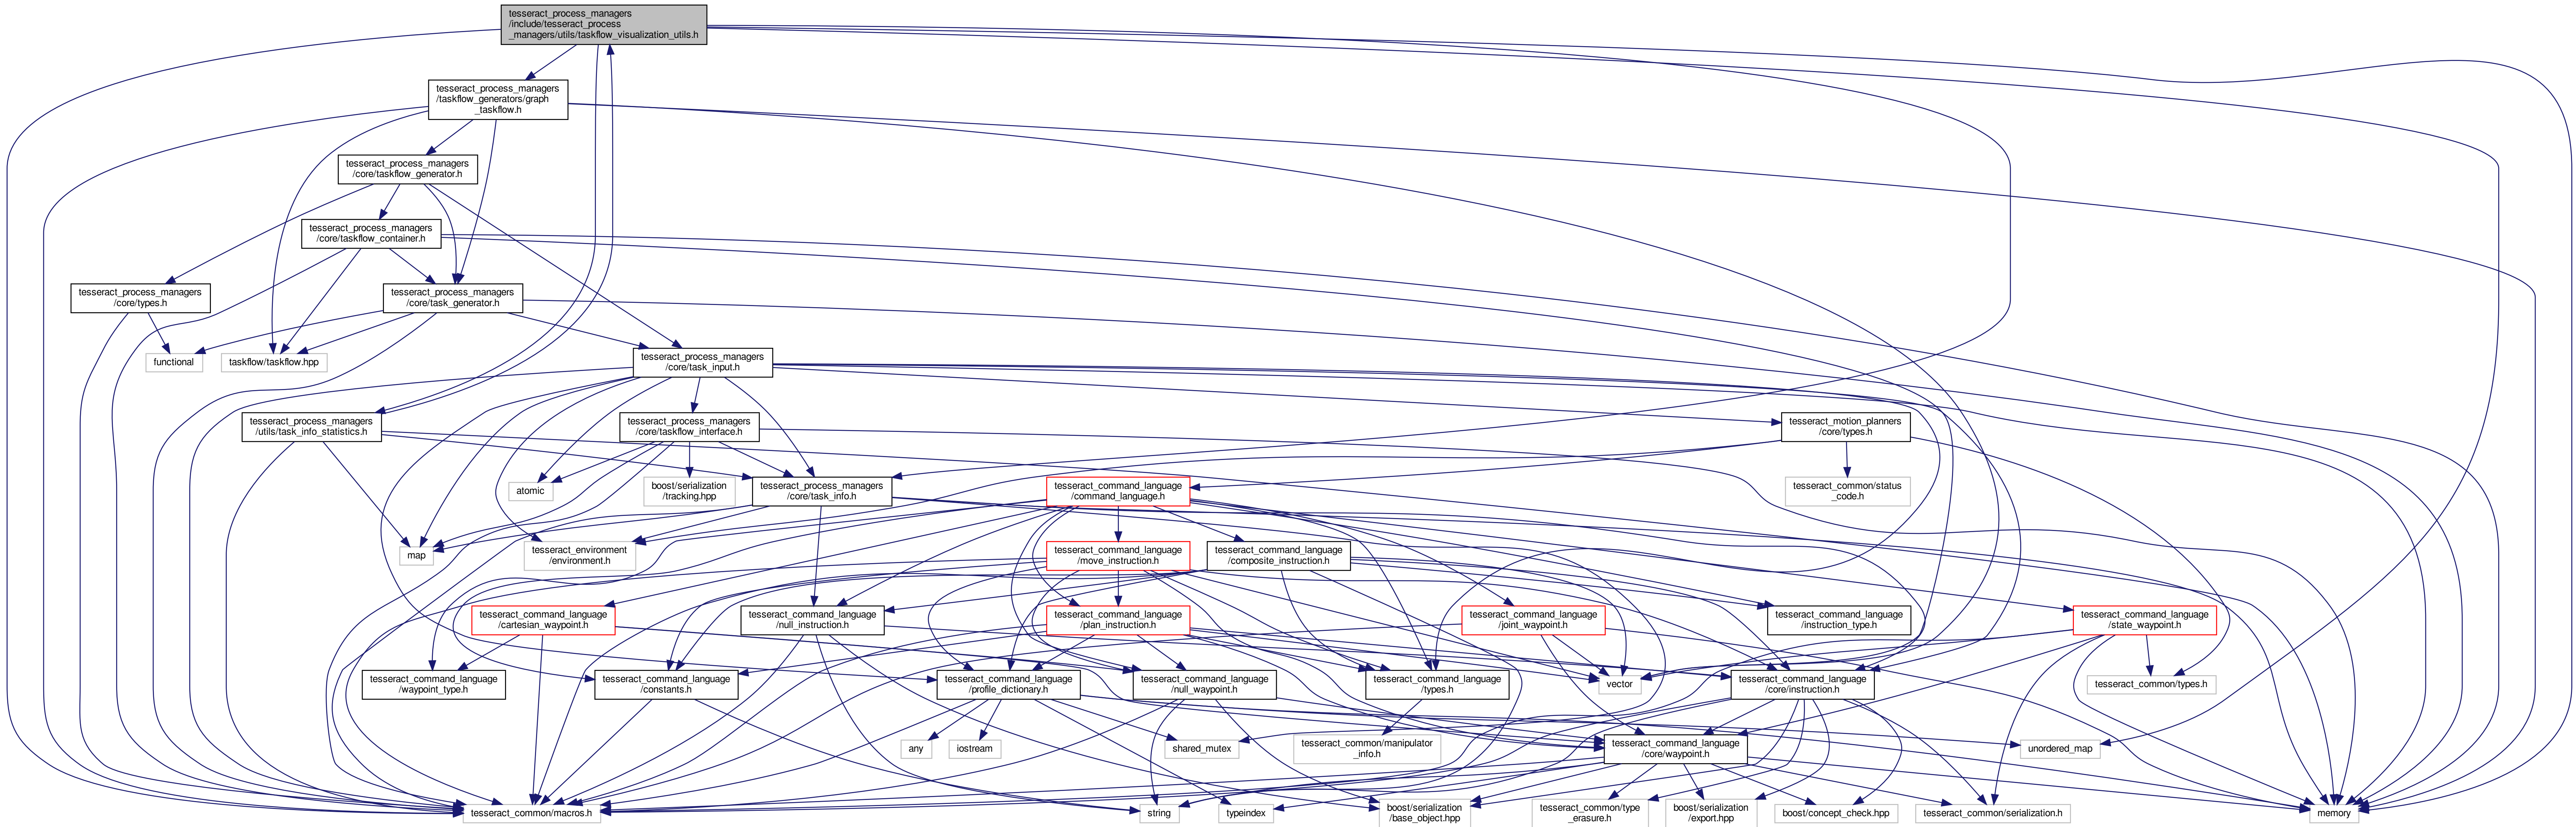 tesseract_process_managers
/include/tesseract_process
_managers/utils/taskflow_visualization_utils.h
tesseract_process_managers
/taskflow_generators/graph
_taskflow.h
tesseract_process_managers
/core/taskflow_generator.h
tesseract_process_managers
/core/taskflow_container.h
tesseract_process_managers
/core/types.h
tesseract_process_managers
/core/task_generator.h
functional
taskflow/taskflow.hpp
tesseract_process_managers
/core/task_input.h
tesseract_process_managers
/utils/task_info_statistics.h
tesseract_process_managers
/core/taskflow_interface.h
tesseract_motion_planners
/core/types.h
atomic
boost/serialization
/tracking.hpp
tesseract_process_managers
/core/task_info.h
tesseract_command_language
/command_language.h
tesseract_common/status
_code.h
map
tesseract_environment
/environment.h
tesseract_command_language
/move_instruction.h
tesseract_command_language
/composite_instruction.h
tesseract_command_language
/cartesian_waypoint.h
tesseract_command_language
/null_instruction.h
tesseract_command_language
/plan_instruction.h
tesseract_command_language
/joint_waypoint.h
tesseract_command_language
/instruction_type.h
tesseract_command_language
/state_waypoint.h
tesseract_command_language
/waypoint_type.h
tesseract_command_language
/constants.h
tesseract_command_language
/profile_dictionary.h
tesseract_command_language
/null_waypoint.h
tesseract_command_language
/types.h
vector
tesseract_command_language
/core/instruction.h
tesseract_common/types.h
any
iostream
shared_mutex
tesseract_common/manipulator
_info.h
tesseract_command_language
/core/waypoint.h
unordered_map
tesseract_common/macros.h
string
typeindex
boost/serialization
/base_object.hpp
tesseract_common/type
_erasure.h
boost/serialization
/export.hpp
boost/concept_check.hpp
tesseract_common/serialization.h
memory